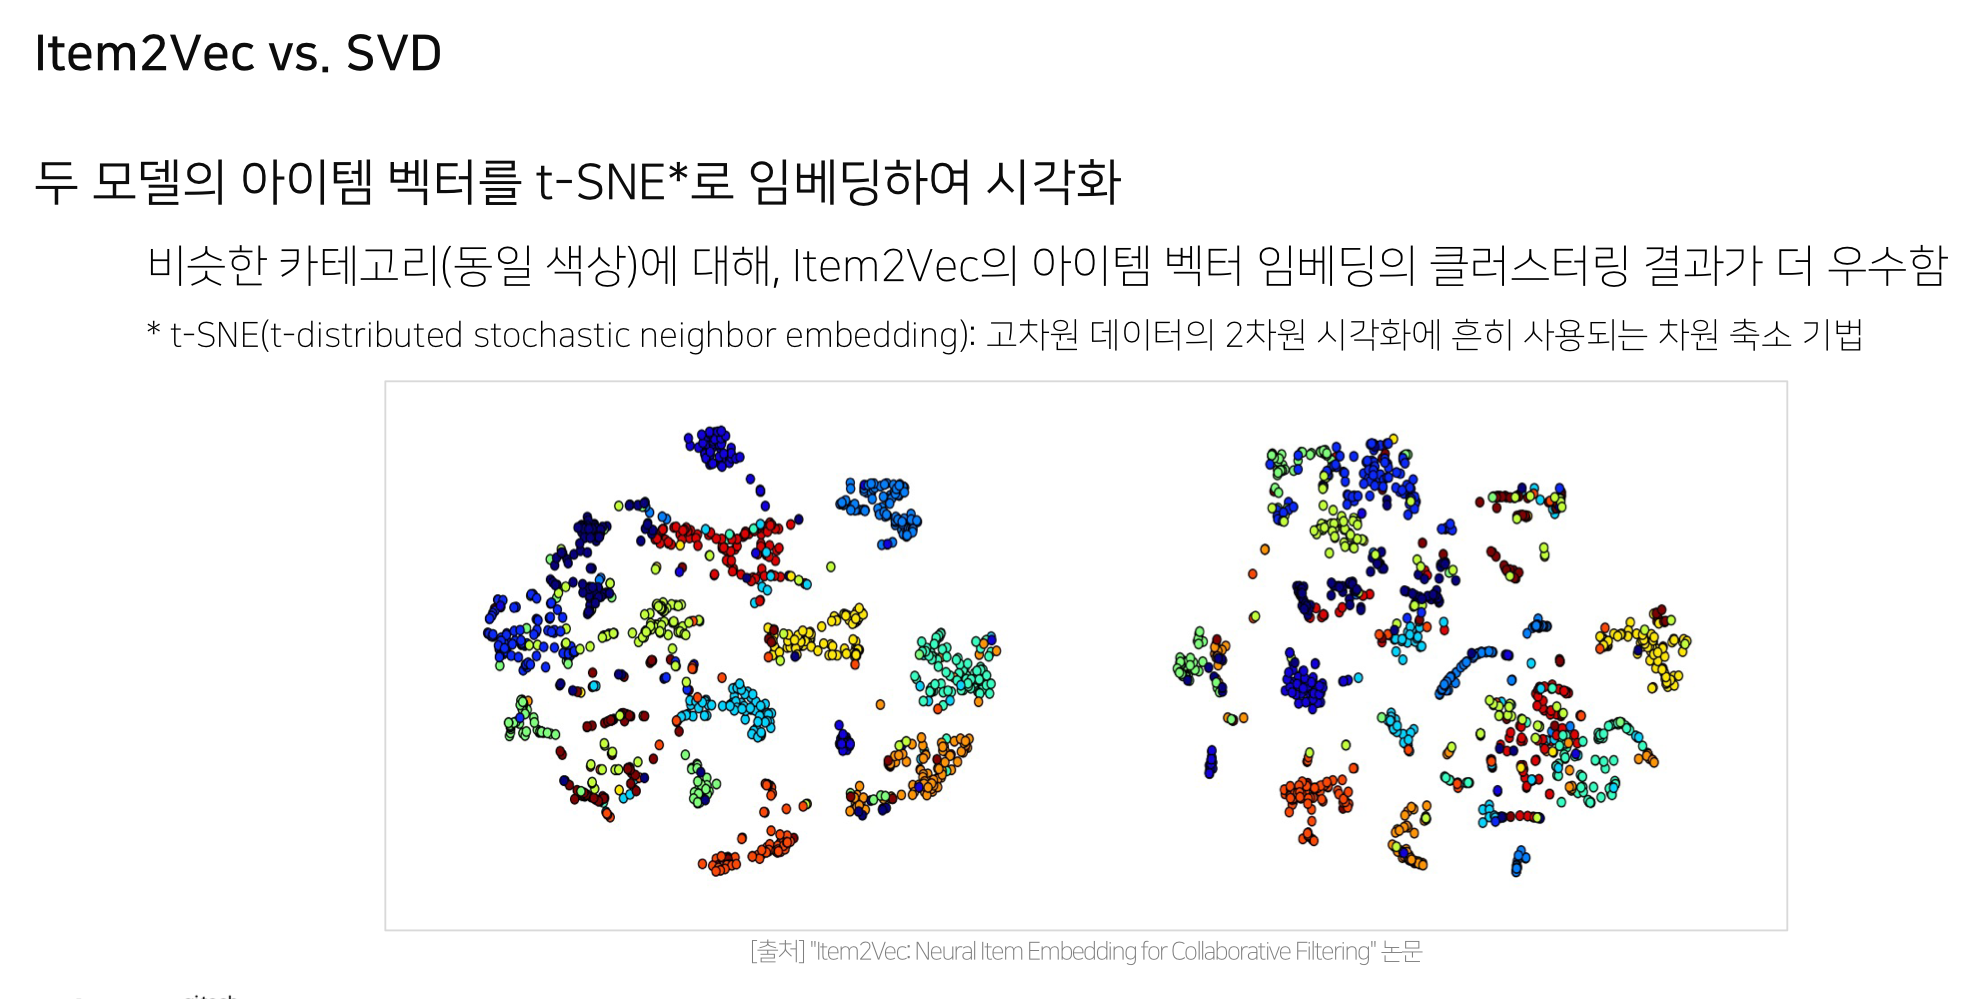 Item2Vec vs. SVD
두 모델의 아이템 벡터를 t-SNE*로 임베딩하여 시각화
비슷한 카테고리(동일 색상)에 대해, Item2Vec의 아이템 벡터 임베딩의 클러스터링 결과가 더 우수함
* t-SNE(t-distributed stochastic neighbor embedding): 고차원 데이터의 2차원 시각화에 흔히 사용되는 차원 축소 기법
[출처] "Item2Vec: Neural Item Embedding for Collaborative Filtering" 논문